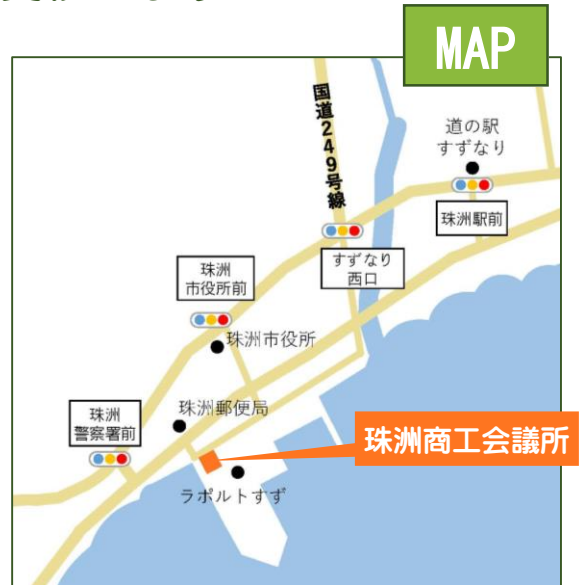 MAP
国道249号線
道の駅
すずなり
珠洲駅前
すずなり
西口
珠洲
市役所前
珠洲市役所
珠洲
警察署前
珠洲郵便局
珠洲商工会議所
ラポルトすず